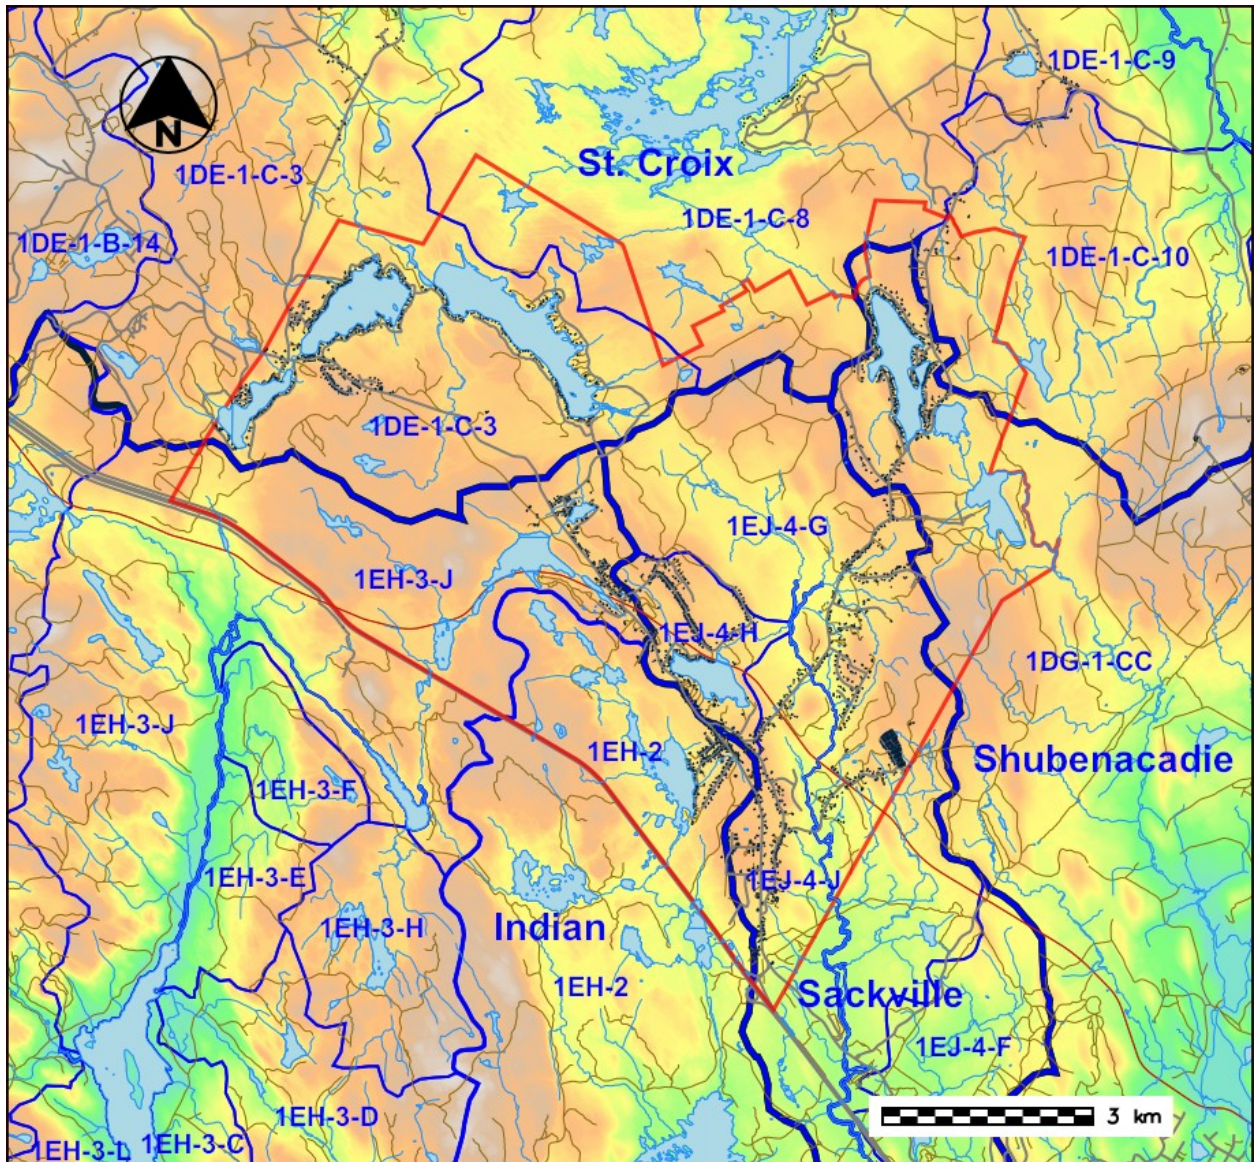 1DE-1-C-9
N
St. Croix
1DE-1-C-3
1DE-1-C-8
1DE-1-B-14
1DE-1-C-10
1DE-1-C-3
1EJ-4-G
1EH-3-J
1EJ-4-H
1DG-1-CC
1EH-3-J
1EH-2
Shubenacadie
1EH-3-F
1EH-3-E
1EJ-4-J
1EH-3-H
Indian
1EH-2
Sackville
1EJ-4-F
1EH-3-D
3 km
1EH-3-L
1EH-3-C